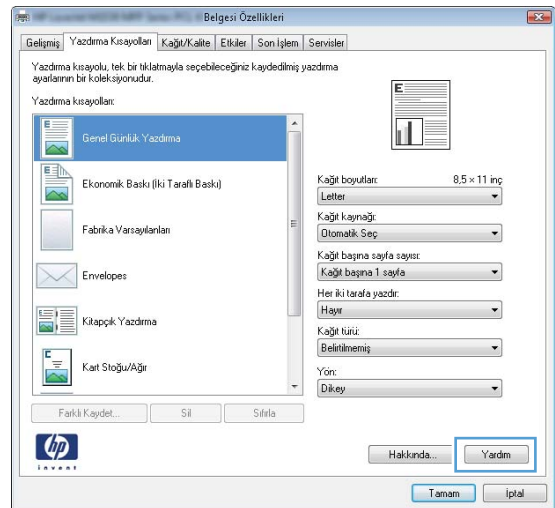 Belgesi Özellikleri
Gelişmiş Yazdırma Kısayolları Kağıt/Kalite Etkiler Son İşlem Servisler
Yazdırma kısayolu, tek bir tıklatmayla seçebileceğiniz kaydedilmiş yazdırma
ayarlarının bir koleksiyonudur.
Yazdırma kısayolları:
Genel Günlük Yazdırma
Ekonomik Baskı (İki Taraflı Baskı)
Fabrika Varsayılanları
Envelopes
Kitapçık Yazdırma
Kart Stoğu/Ağır
Farklı Kaydet... Sil Sıfırla
E
Kağıt boyutları: 8,5 × 11 inç
Letter
Kağıt kaynağı:
Otomatik Seç
Kağıt başına sayfa sayısı:
Kağıt başına 1 sayfa
Her iki tarafa yazdır:
Hayır
Kağıt türü:
Belirtilmemiş
Yön:
Dikey
hp
invent
Hakkında... Yardım
Tamam İptal